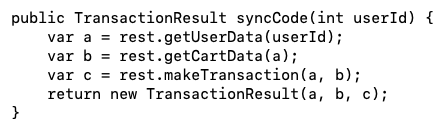 public TransactionResult syncCode(int userId) {
    var a = rest.getUserData(userId);
    var b = rest.getCartData(a);
    var c = rest.makeTransaction(a, b);
    return new TransactionResult(a, b, c);
}